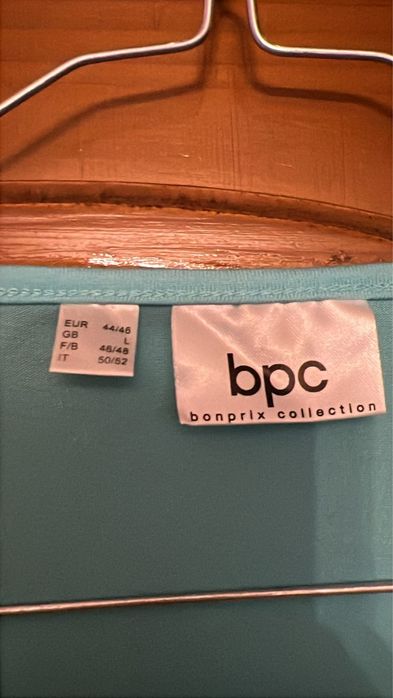 EUR 44/46
GB L
F/B 46/48
IT 50/52
bpc
bonprix collection